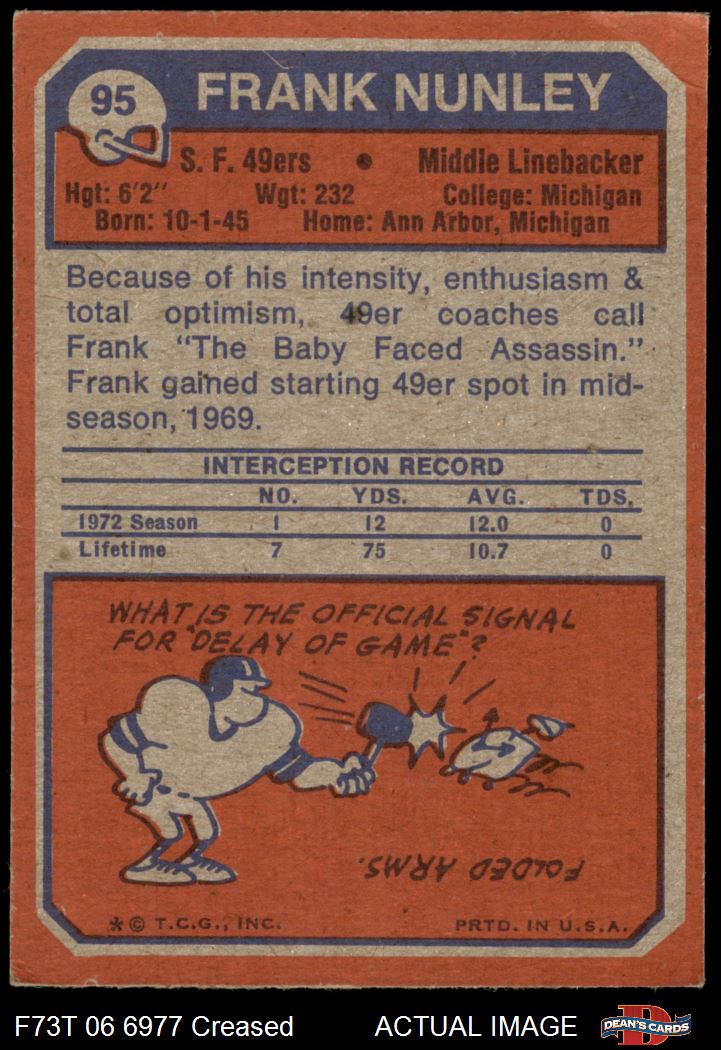 95
FRANK NUNLEY
S. F. 49ers • Middle Linebacker
Hgt: 6'2" Wgt: 232 College: Michigan
Born: 10-1-45 Home: Ann Arbor, Michigan
Because of his intensity, enthusiasm &
total optimism, 49er coaches call
Frank "The Baby Faced Assassin."
Frank gained starting 49er spot in mid-
season, 1969.
INTERCEPTION RECORD
NO. YDS. AVG. TDS.
1972 Season 1 12 12.0 0
Lifetime 7 75 10.7 0
WHAT IS THE OFFICIAL SIGNAL
FOR "DELAY OF GAME"?
FOLDED ARMS.
* © T.C.G., INC. PRTD. IN U.S.A.
F73T 06 6977 Creased ACTUAL IMAGE
DEAN'S CARDS